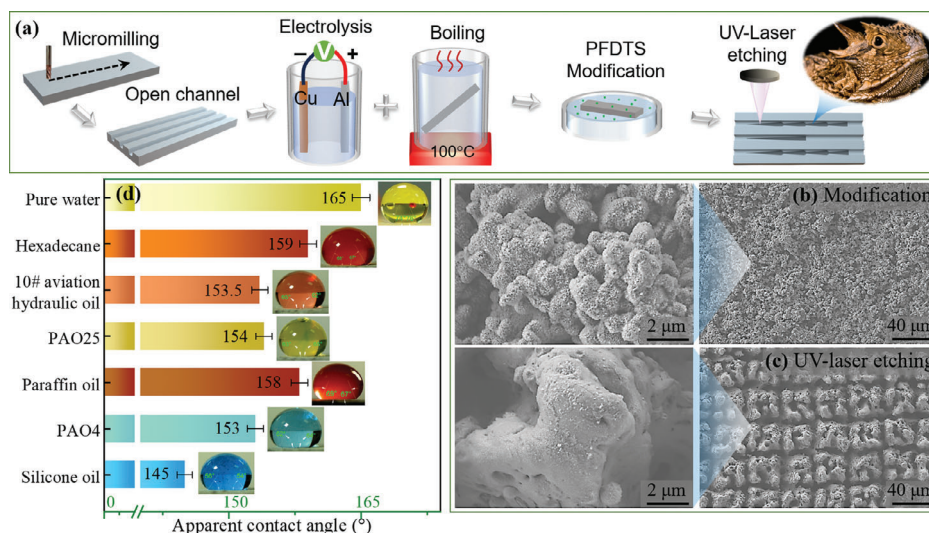 (a)
Micromilling
Open channel
Electrolysis
− V +
Cu Al
Boiling
100°C
PFDTS
Modification
UV-Laser
etching
(d)
Pure water
165
Hexadecane
159
10# aviation
hydraulic oil
153.5
PAO25
154
Paraffin oil
158
PAO4
153
Silicone oil
145
0 150 165
Apparent contact angle (°)
(b) Modification
2 μm
40 μm
(c) UV-laser etching
2 μm
40 μm